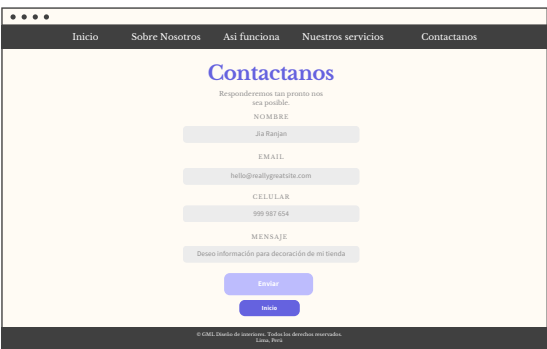 Inicio Sobre Nosotros Asi funciona Nuestros servicios Contactanos
Contactanos
Responderemos tan pronto nos
sea posible.
NOMBRE
Jia Ranjan
EMAIL
hello@reallygreatsite.com
CELULAR
999 987 654
MENSAJE
Deseo información para decoración de mi tienda
Enviar
Inicio
© GML Diseño de interiores. Todos los derechos reservados.
Lima, Perú